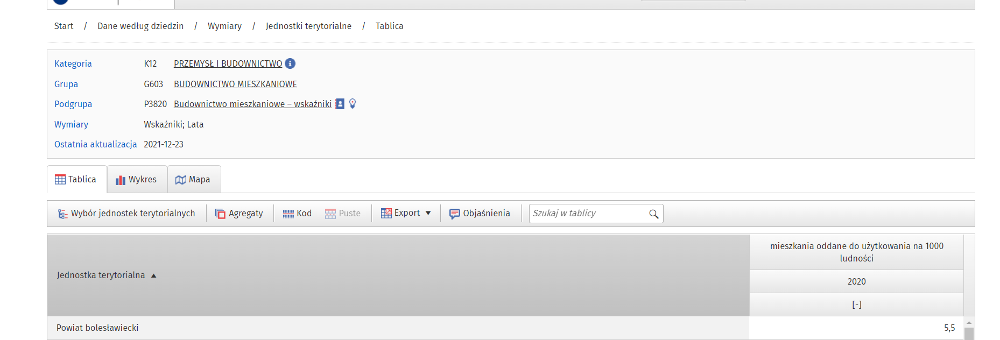 Start / Dane według dziedzin / Wymiary / Jednostki terytorialne / Tablica
Kategoria K12 PRZEMYSŁ I BUDOWNICTWO
Grupa G603 BUDOWNICTWO MIESZKANIOWE
Podgrupa P3820 Budownictwo mieszkaniowe – wskaźniki
Wymiary Wskaźniki; Lata
Ostatnia aktualizacja 2021-12-23
Tablica Wykres Mapa
Wybór jednostek terytorialnych Agregaty Kod Puste Export Objaśnienia Szukaj w tablicy
Jednostka terytorialna
mieszkania oddane do użytkowania na 1000
ludności
2020
[-]
Powiat bolesławiecki 5,5